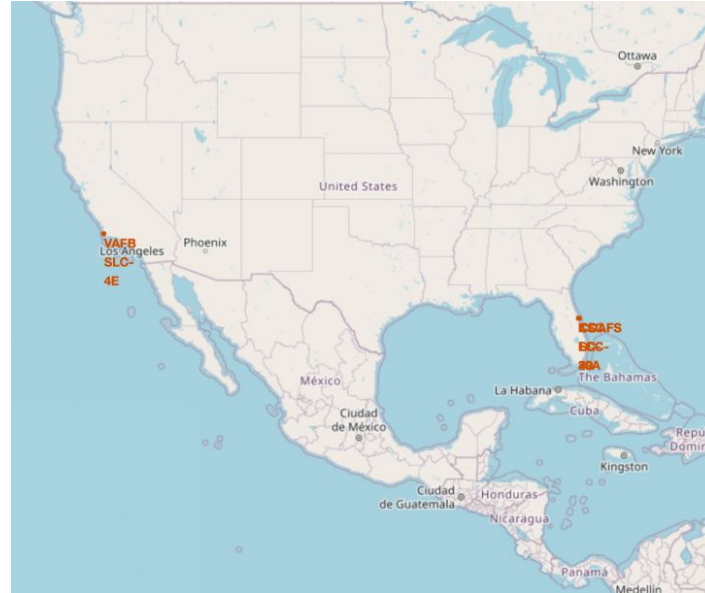 Ottawa
New York
Washington
United States
VAFB
SLC-
4E
Los Angeles
Phoenix
México
Ciudad
de México
La Habana
The Bahamas
Cuba
Kingston
Ciudad
de Guatemala
Honduras
Nicaragua
Panamá
Medellín